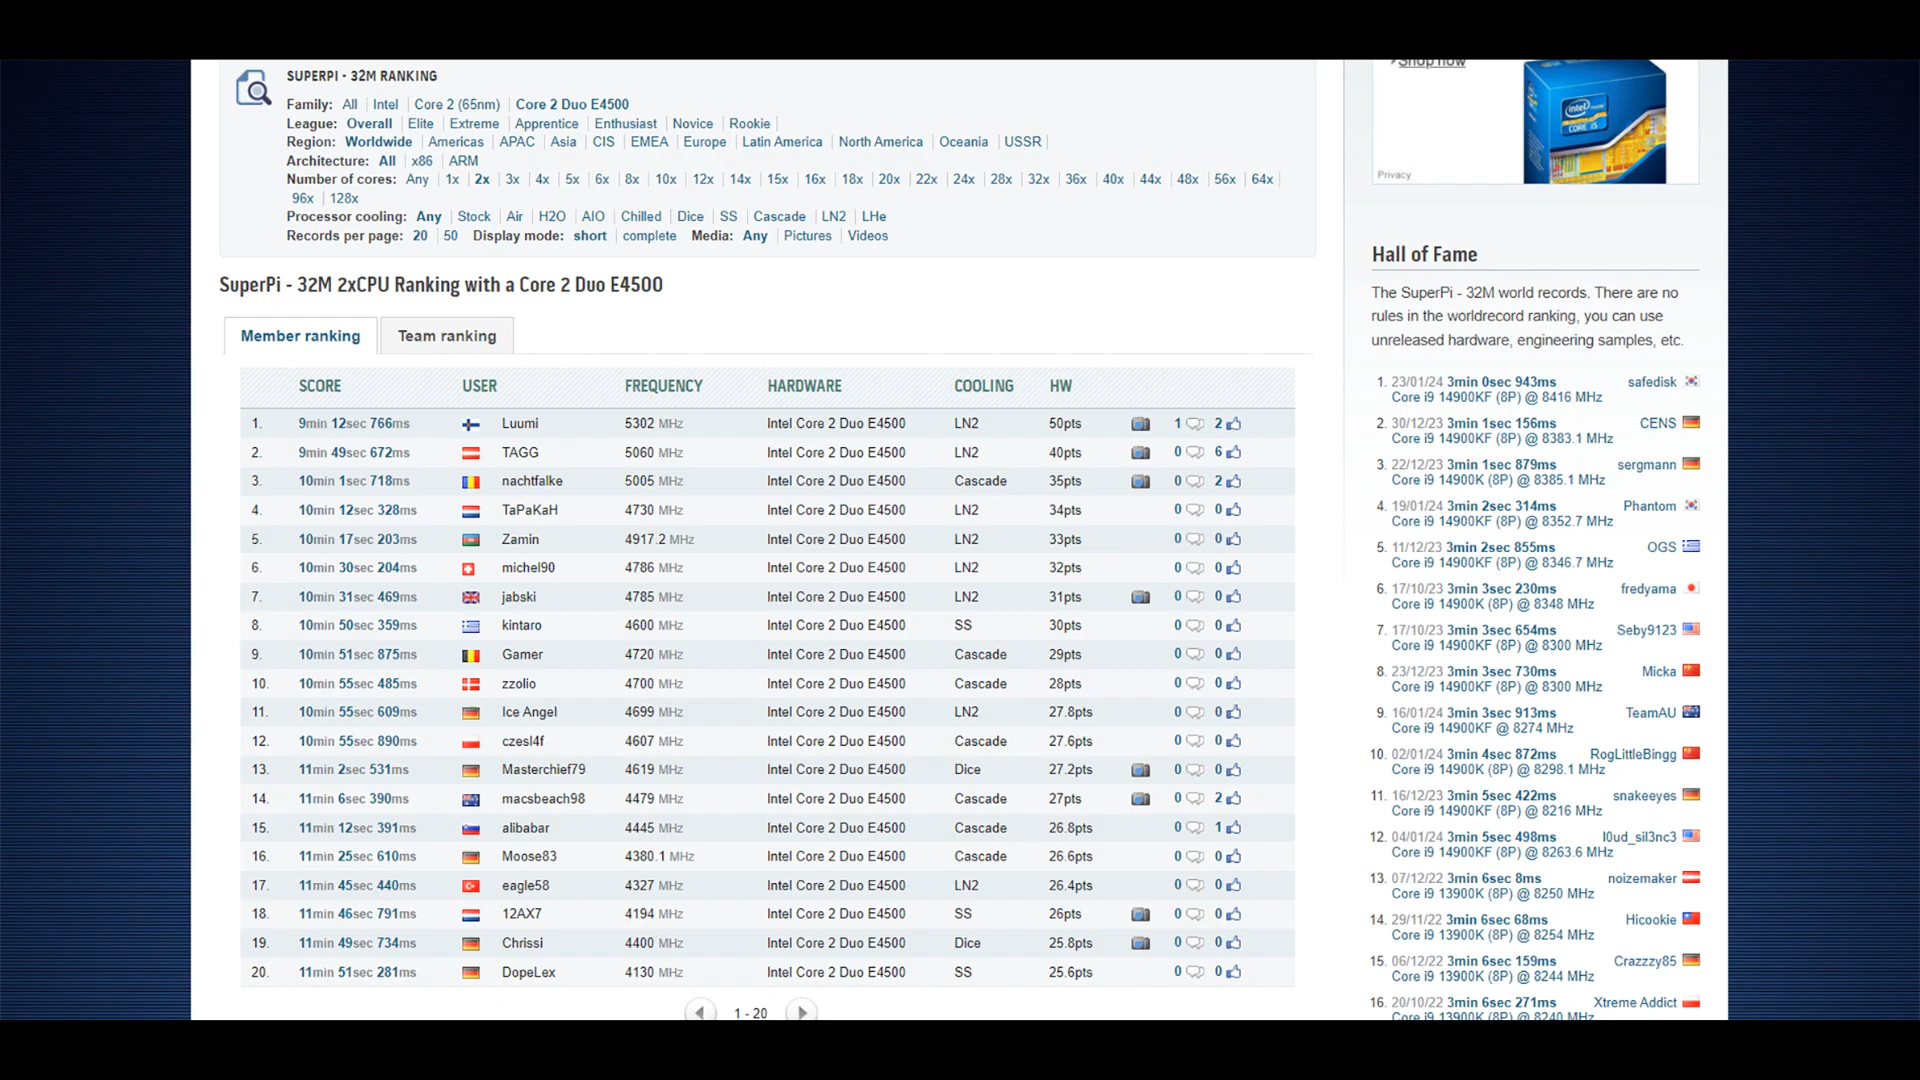 SUPERPI - 32M RANKING
Family: All Intel Core 2 (65nm) Core 2 Duo E4500
League: Overall Elite Extreme Apprentice Enthusiast Novice Rookie
Region: Worldwide Americas APAC Asia CIS EMEA Europe Latin America North America Oceania USSR
Architecture: All x86 ARM
Number of cores: Any 1x 2x 3x 4x 5x 6x 8x 10x 12x 14x 15x 16x 18x 20x 22x 24x 28x 32x 36x 40x 44x 48x 56x 64x
96x 128x
Processor cooling: Any Stock Air H2O AIO Chilled Dice SS Cascade LN2 LHe
Records per page: 20 50 Display mode: short complete Media: Any Pictures Videos
SuperPi - 32M 2xCPU Ranking with a Core 2 Duo E4500
Member ranking Team ranking
SCORE USER FREQUENCY HARDWARE COOLING HW
1. 9min 12sec 766ms Luumi 5302 MHz Intel Core 2 Duo E4500 LN2 50pts 1 2
2. 9min 49sec 672ms TAGG 5060 MHz Intel Core 2 Duo E4500 LN2 40pts 0 6
3. 10min 1sec 718ms nachtfalke 5005 MHz Intel Core 2 Duo E4500 Cascade 35pts 0 2
4. 10min 12sec 328ms TaPaKaH 4730 MHz Intel Core 2 Duo E4500 LN2 34pts 0 0
5. 10min 17sec 203ms Zamin 4917.2 MHz Intel Core 2 Duo E4500 LN2 33pts 0 0
6. 10min 30sec 204ms michel90 4786 MHz Intel Core 2 Duo E4500 LN2 32pts 0 0
7. 10min 31sec 469ms jabski 4785 MHz Intel Core 2 Duo E4500 LN2 31pts 0 0
8. 10min 50sec 359ms kintaro 4600 MHz Intel Core 2 Duo E4500 SS 30pts 0 0
9. 10min 51sec 875ms Gamer 4720 MHz Intel Core 2 Duo E4500 Cascade 29pts 0 0
10. 10min 55sec 485ms zzolio 4700 MHz Intel Core 2 Duo E4500 Cascade 28pts 0 0
11. 10min 55sec 609ms Ice Angel 4699 MHz Intel Core 2 Duo E4500 LN2 27.8pts 0 0
12. 10min 55sec 890ms czesl4f 4607 MHz Intel Core 2 Duo E4500 Cascade 27.6pts 0 0
13. 11min 2sec 531ms Masterchief79 4619 MHz Intel Core 2 Duo E4500 Dice 27.2pts 0 0
14. 11min 6sec 390ms macsbeach98 4479 MHz Intel Core 2 Duo E4500 Cascade 27pts 0 2
15. 11min 12sec 391ms alibabar 4445 MHz Intel Core 2 Duo E4500 Cascade 26.8pts 0 1
16. 11min 25sec 610ms Moose83 4380.1 MHz Intel Core 2 Duo E4500 Cascade 26.6pts 0 0
17. 11min 45sec 440ms eagle58 4327 MHz Intel Core 2 Duo E4500 LN2 26.4pts 0 0
18. 11min 46sec 791ms 12AX7 4194 MHz Intel Core 2 Duo E4500 SS 26pts 0 0
19. 11min 49sec 734ms Chrissi 4400 MHz Intel Core 2 Duo E4500 Dice 25.8pts 0 0
20. 11min 51sec 281ms DopeLex 4130 MHz Intel Core 2 Duo E4500 SS 25.6pts 0 0
1 - 20
Shop now
intel
CORE i5
Privacy
Hall of Fame
The SuperPi - 32M world records. There are no
rules in the worldrecord ranking, you can use
unreleased hardware, engineering samples, etc.
1. 23/01/24 3min 0sec 943ms safedisk
Core i9 14900KF (8P) @ 8416 MHz
2. 30/12/23 3min 1sec 156ms CENS
Core i9 14900KF (8P) @ 8383.1 MHz
3. 22/12/23 3min 1sec 879ms sergmann
Core i9 14900K (8P) @ 8385.1 MHz
4. 19/01/24 3min 2sec 314ms Phantom
Core i9 14900KF (8P) @ 8352.7 MHz
5. 11/12/23 3min 2sec 855ms OGS
Core i9 14900KF (8P) @ 8346.7 MHz
6. 17/10/23 3min 3sec 230ms fredyama
Core i9 14900K (8P) @ 8348 MHz
7. 17/10/23 3min 3sec 654ms Seby9123
Core i9 14900KF (8P) @ 8300 MHz
8. 23/12/23 3min 3sec 730ms Micka
Core i9 14900KF (8P) @ 8300 MHz
9. 16/01/24 3min 3sec 913ms TeamAU
Core i9 14900KF @ 8274 MHz
10. 02/01/24 3min 4sec 872ms RogLittleBingg
Core i9 14900K (8P) @ 8298.1 MHz
11. 16/12/23 3min 5sec 422ms snakeeyes
Core i9 14900KF (8P) @ 8216 MHz
12. 04/01/24 3min 5sec 498ms l0ud_sil3nc3
Core i9 14900KF (8P) @ 8263.6 MHz
13. 07/12/22 3min 6sec 8ms noizemaker
Core i9 13900K (8P) @ 8250 MHz
14. 29/11/22 3min 6sec 68ms Hicookie
Core i9 13900K (8P) @ 8254 MHz
15. 06/12/22 3min 6sec 159ms Crazzzy85
Core i9 13900K (8P) @ 8244 MHz
16. 20/10/22 3min 6sec 271ms Xtreme Addict
Core i9 13900K (8P) @ 8240 MHz